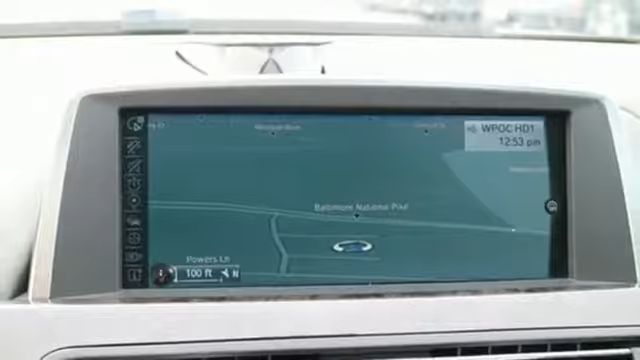 WPOC HD1
12:53 pm
Baltimore National Pike
Powers Ln
100 ft
N